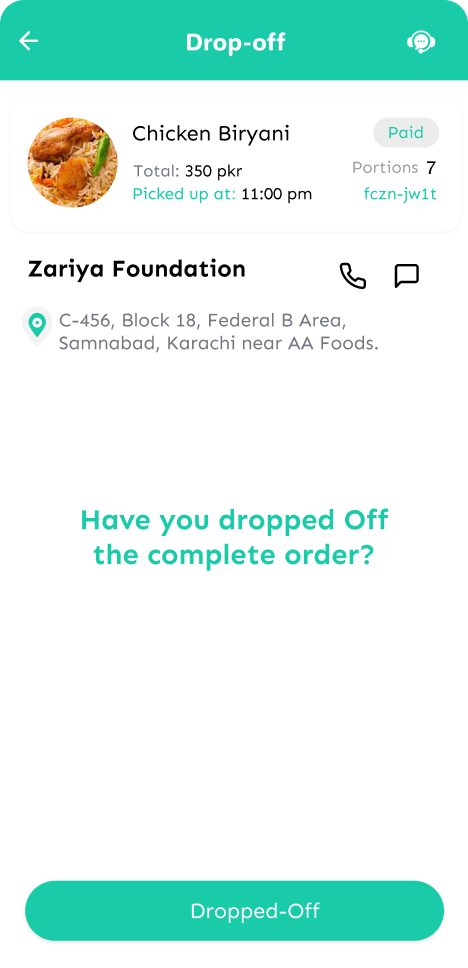 Drop-off
Chicken Biryani
Paid
Total: 350 pkr
Portions 7
Picked up at: 11:00 pm
fczn-jw1t
Zariya Foundation
C-456, Block 18, Federal B Area,
Samnabad, Karachi near AA Foods.
Have you dropped Off
the complete order?
Dropped-Off